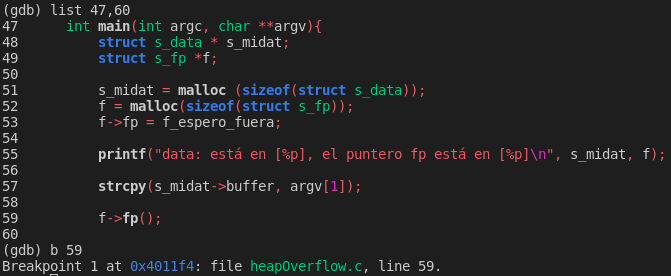 (gdb) list 47,60
47      int main(int argc, char **argv){
48          struct s_data * s_midat;
49          struct s_fp *f;
50
51          s_midat = malloc (sizeof(struct s_data));
52          f = malloc(sizeof(struct s_fp));
53          f->fp = f_espero_fuera;
54
55          printf("data: está en [%p], el puntero fp está en [%p]\n", s_midat, f);
56
57          strcpy(s_midat->buffer, argv[1]);
58
59          f->fp();
60
(gdb) b 59
Breakpoint 1 at 0x4011f4: file heapOverflow.c, line 59.